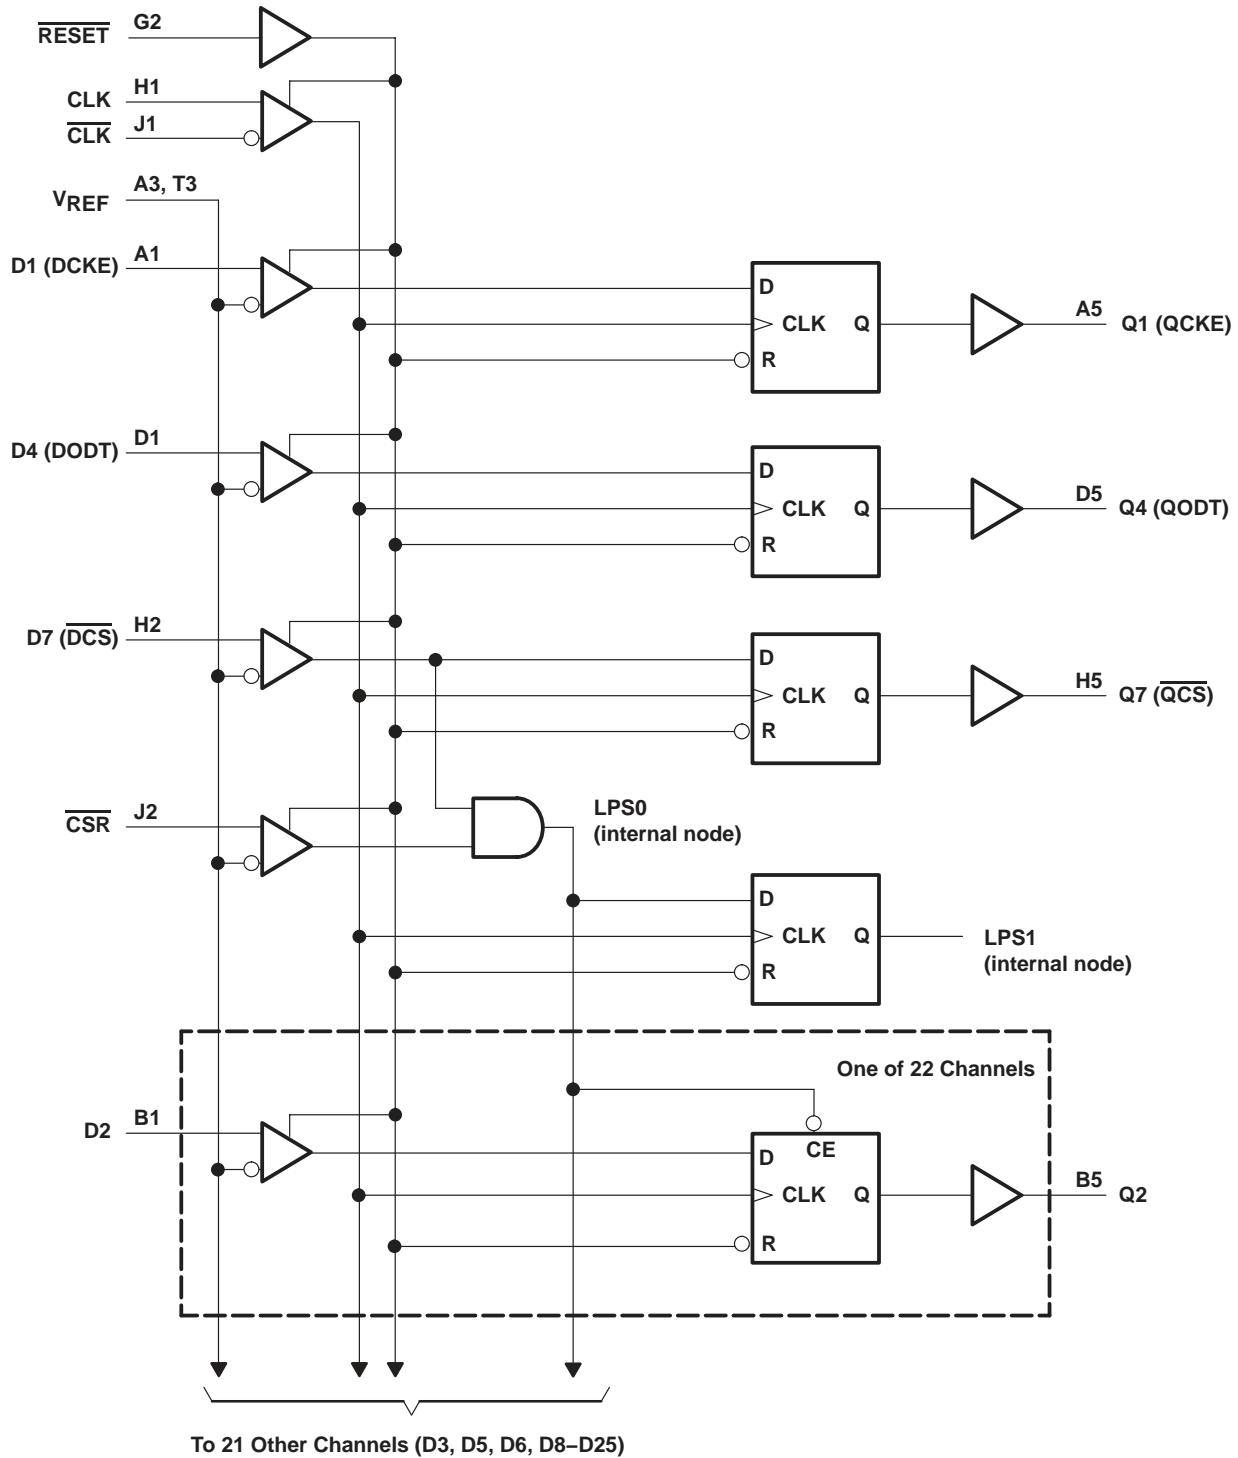 RESET G2
CLK H1
CLK J1
VREF A3, T3
D1 (DCKE) A1
D
CLK Q
R
A5 Q1 (QCKE)
D4 (DODT) D1
D
CLK Q
R
D5 Q4 (QODT)
D7 (DCS) H2
D
CLK Q
R
H5 Q7 (QCS)
CSR J2
LPS0
(internal node)
D
CLK Q
R
LPS1
(internal node)
One of 22 Channels
D2 B1
CE
D
CLK Q
R
B5 Q2
To 21 Other Channels (D3, D5, D6, D8–D25)